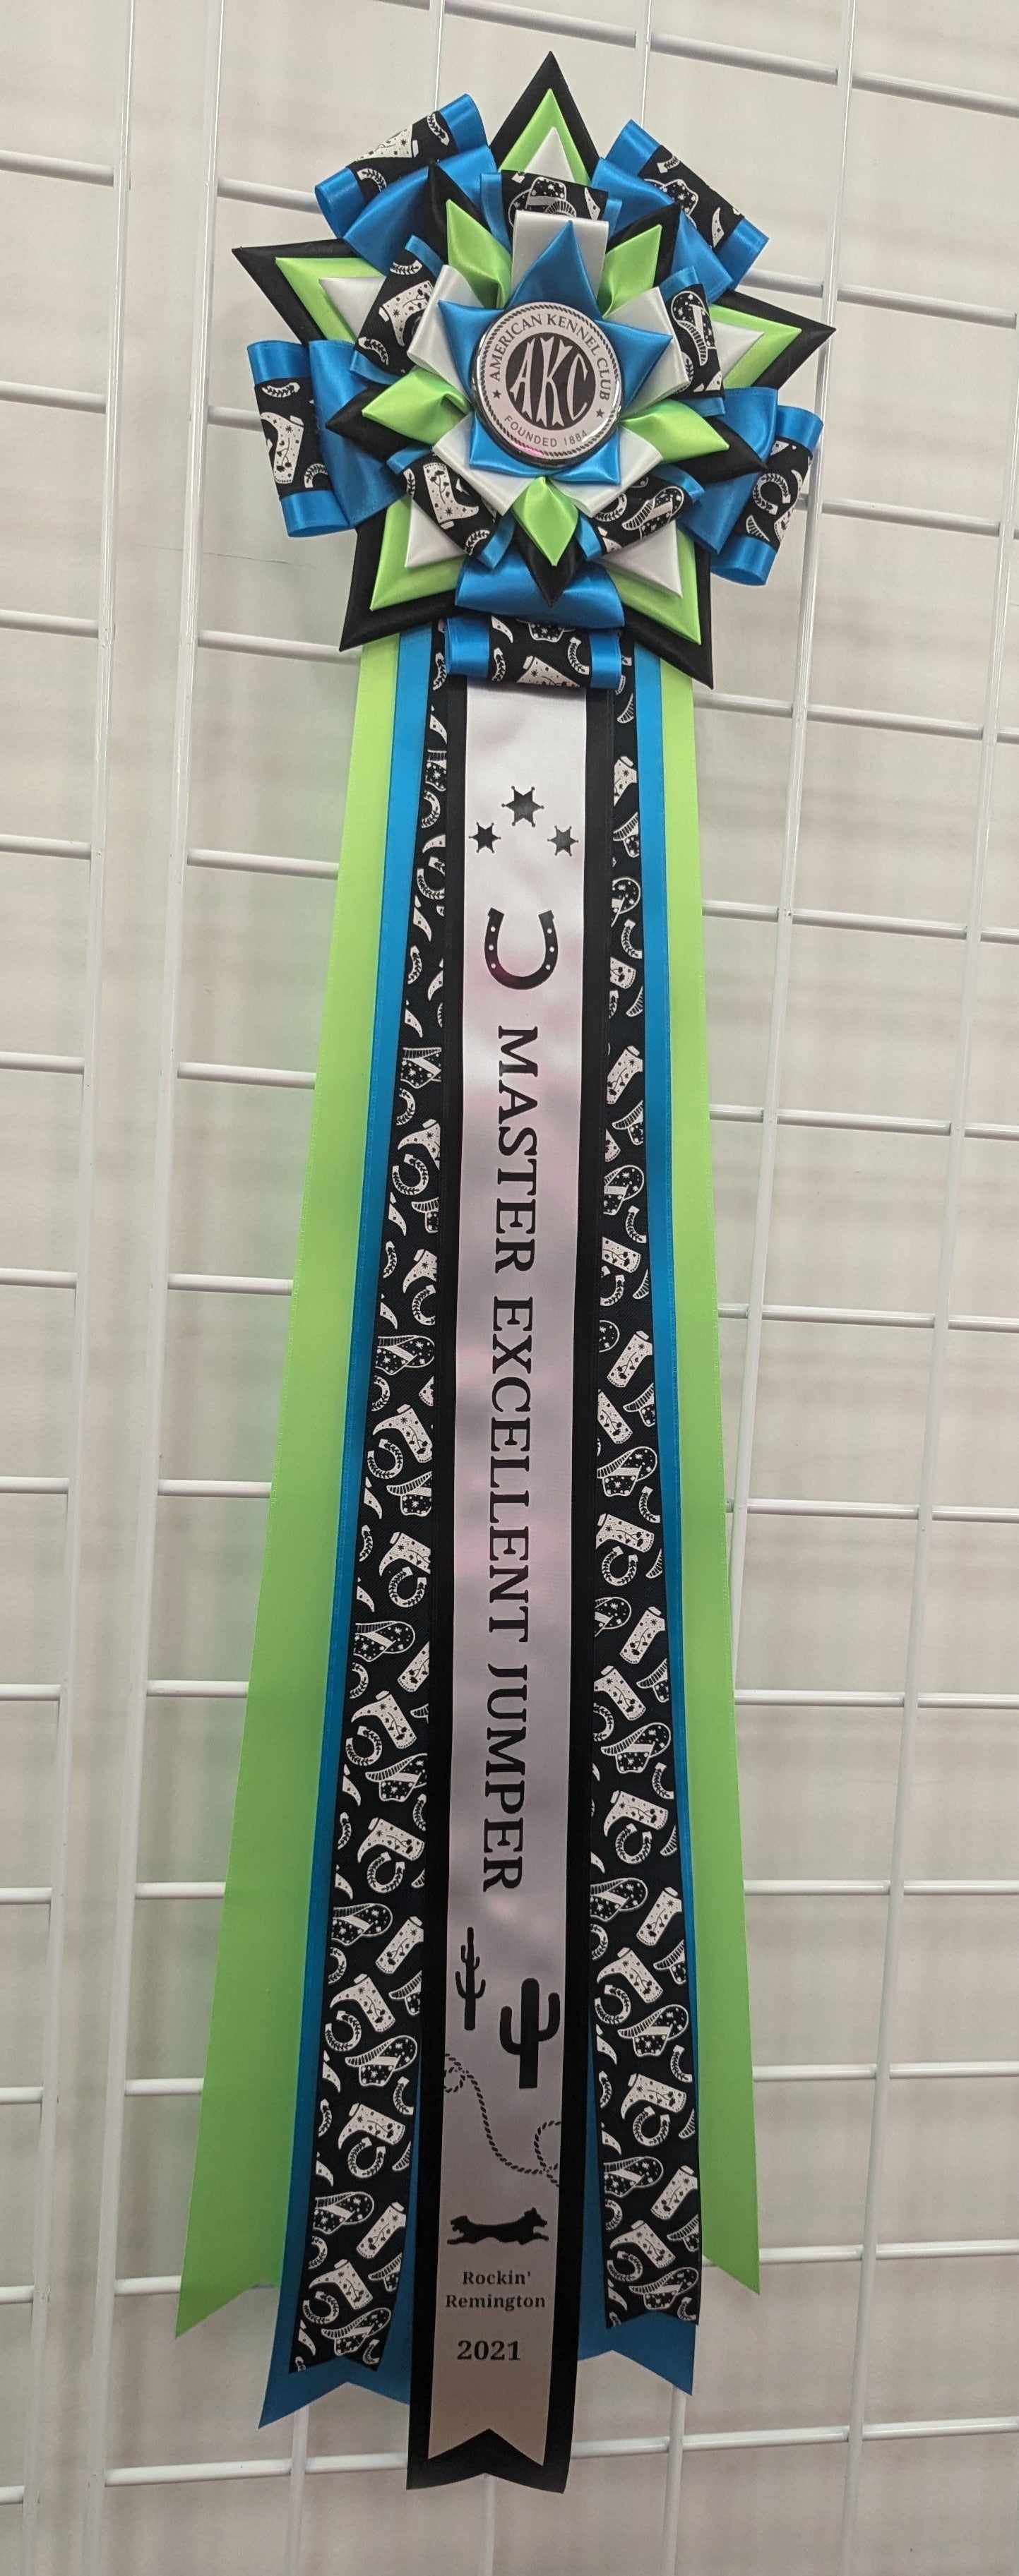 AMERICAN KENNEL CLUB
AKC
FOUNDED 1884
MASTER EXCELLENT JUMPER
Rockin'
Remington
2021